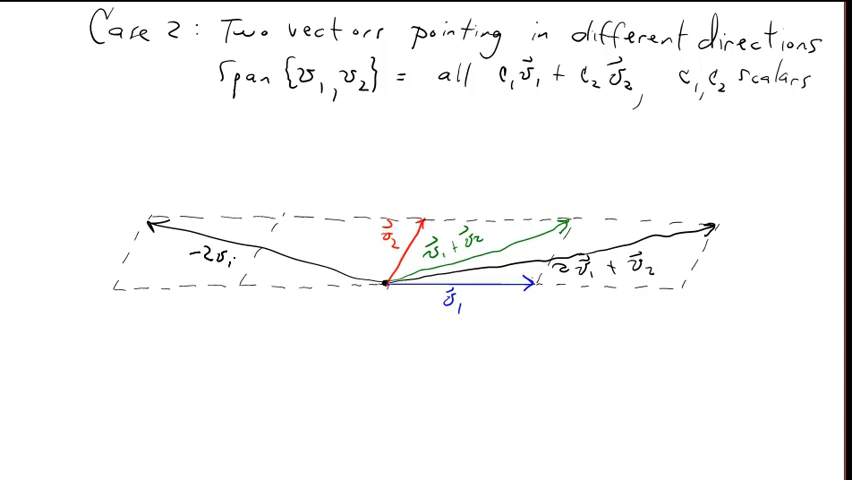 Case 2: Two vectors pointing in different directions
Span {v₁, v₂} = all c₁v⃗₁ + c₂v⃗₂, c₁, c₂ scalars
v⃗₂
v⃗₁ + v⃗₂
-2v₁
2v⃗₁ + v⃗₂
v⃗₁